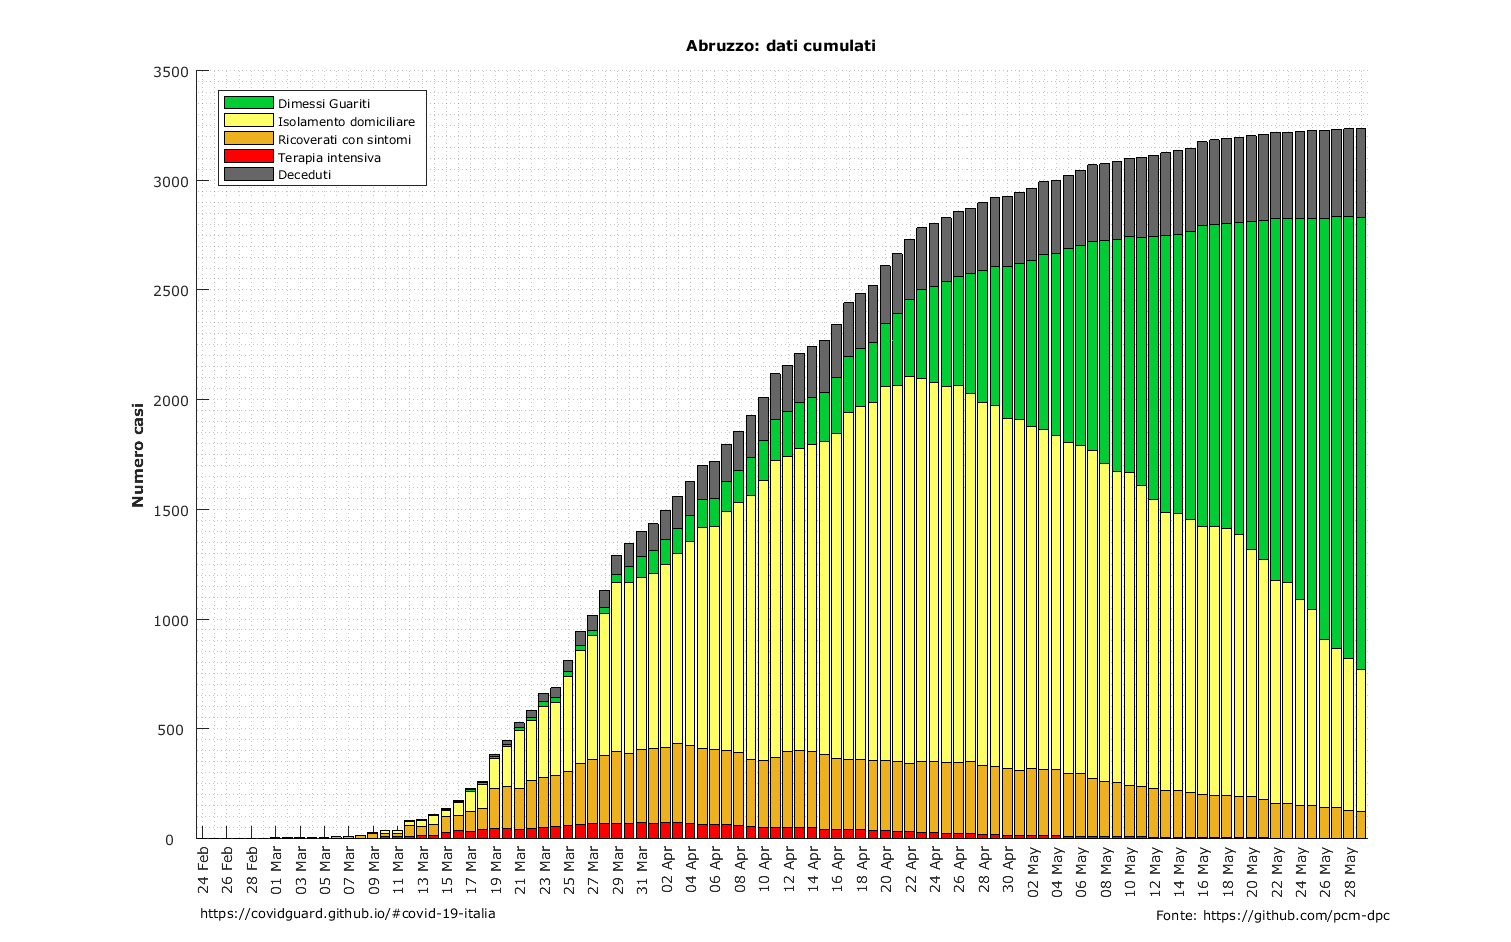 Abruzzo: dati cumulati
3500
3000
2500
2000
1500
1000
500
0
Numero casi
Dimessi Guariti
Isolamento domiciliare
Ricoverati con sintomi
Terapia intensiva
Deceduti
24 Feb
26 Feb
28 Feb
01 Mar
03 Mar
05 Mar
07 Mar
09 Mar
11 Mar
13 Mar
15 Mar
17 Mar
19 Mar
21 Mar
23 Mar
25 Mar
27 Mar
29 Mar
31 Mar
02 Apr
04 Apr
06 Apr
08 Apr
10 Apr
12 Apr
14 Apr
16 Apr
18 Apr
20 Apr
22 Apr
24 Apr
26 Apr
28 Apr
30 Apr
02 May
04 May
06 May
08 May
10 May
12 May
14 May
16 May
18 May
20 May
22 May
24 May
26 May
28 May
https://covidguard.github.io/#covid-19-italia
Fonte: https://github.com/pcm-dpc